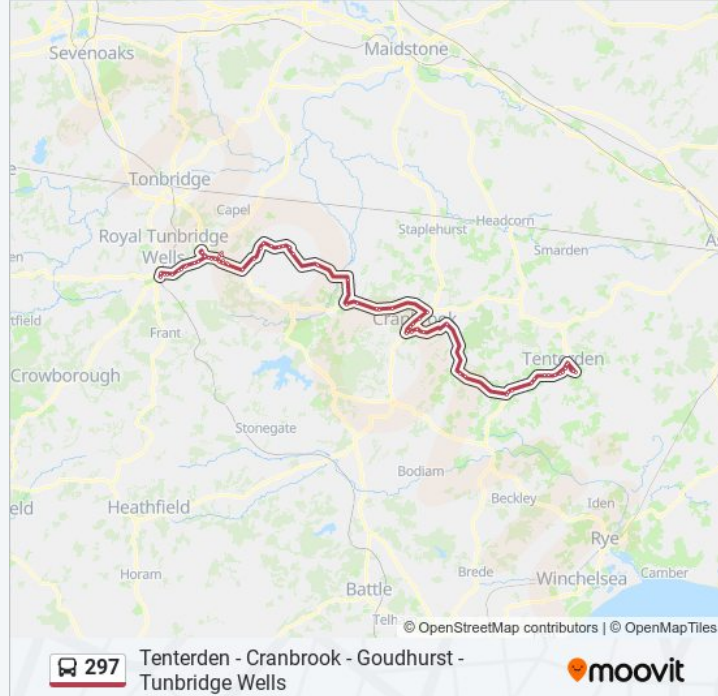 Sevenoaks
Maidstone
Tonbridge
Capel
Headcorn
Staplehurst
Royal Tunbridge
Wells
Smarden
Frant
Tenterden
Crowborough
Stonegate
Bodiam
Beckley
Iden
Heathfield
Rye
Horam
Brede
Camber
Winchelsea
Battle
© OpenStreetMap contributors | © OpenMapTiles
297
Tenterden - Cranbrook - Goudhurst -
Tunbridge Wells
moovit